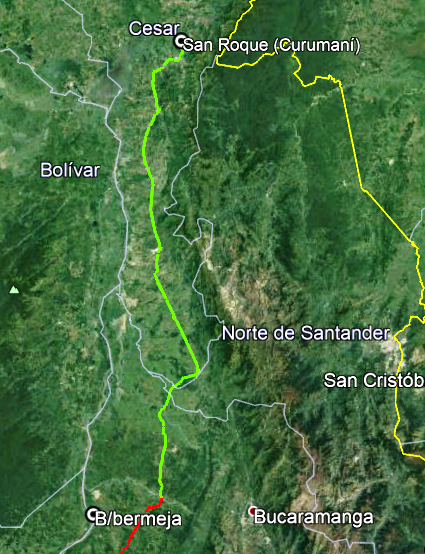 Cesar
San Roque (Curumaní)
Bolívar
Norte de Santander
San Cristób
B/bermeja
Bucaramanga